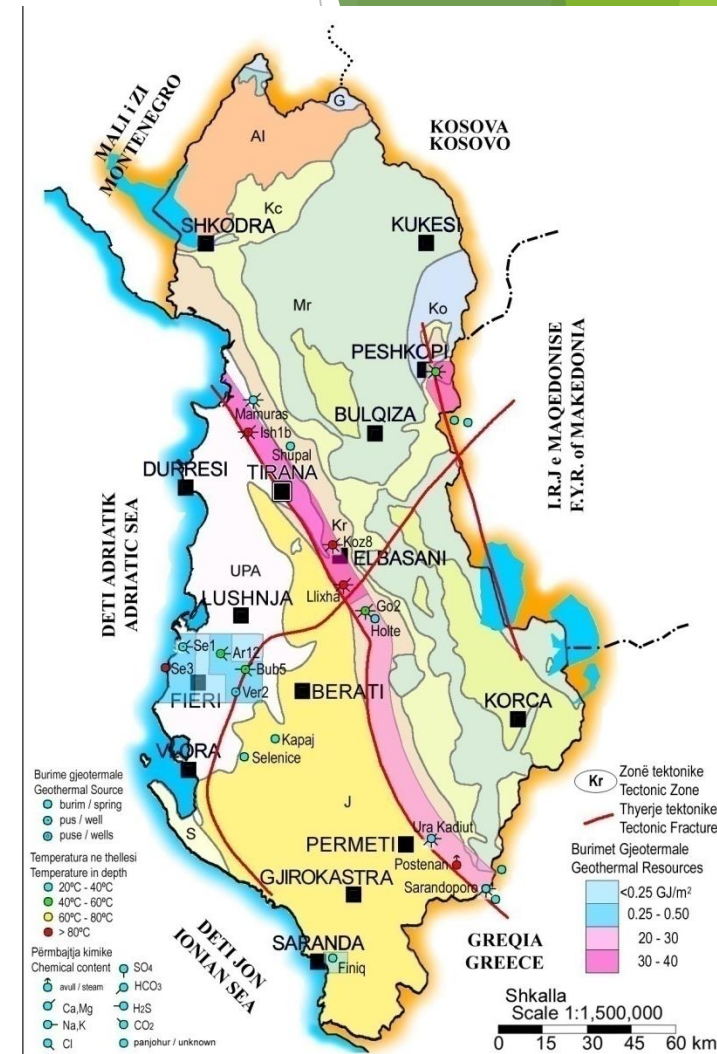 MALI i ZI
MONTENEGRO
G
KOSOVA
KOSOVO
Al
Kc
SHKODRA
KUKESI
Mr
Ko
PESHKOPI
Mamuras
Ish1b
Shupal
BULQIZA
I.R.J e MAQEDONISE
F.Y.R. of MAKEDONIA
DURRESI
TIRANA
DETI ADRIATIK
ADRIATIC SEA
Kr
Koz8
ELBASANI
UPA
Llixha
LUSHNJA
Go2
Holte
Se1
Ar12
Se3
Bub5
FIERI
Ver2
BERATI
KORCA
Kapaj
VLORA
Selenice
J
S
Ura Kadiut
PERMETI
Postenan
GJIROKASTRA
Sarandoporo
DETI JON
IONIAN SEA
SARANDA
Finiq
GREQIA
GREECE
Burime gjeotermale
Geothermal Source
burim / spring
pus / well
puse / wells
Temperatura ne thellesi
Temperature in depth
20ºC - 40ºC
40ºC - 60ºC
60ºC - 80ºC
> 80ºC
Përmbajtja kimike
Chemical content
avull / steam
Ca,Mg
Na,K
Cl
SO4
HCO3
H2S
CO2
panjohur / unknown
Kr
Zonë tektonike
Tectonic Zone
Thyerje tektonike
Tectonic Fracture
Burimet Gjeotermale
Geothermal Resources
<0.25 GJ/m²
0.25 - 0.50
20 - 30
30 - 40
Shkalla
Scale 1:1,500,000
0 15 30 45 60 km